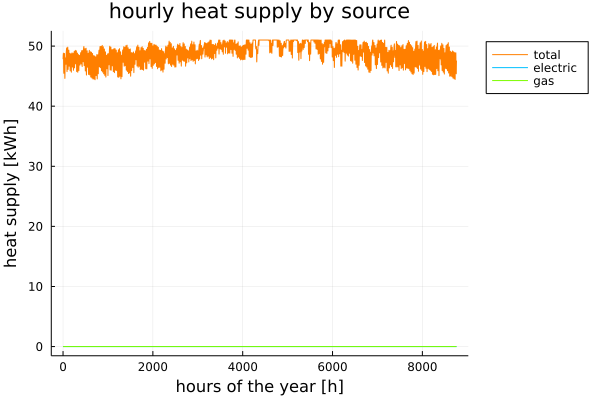 hourly heat supply by source
heat supply [kWh]
50
40
30
20
10
0
0 2000 4000 6000 8000
hours of the year [h]
total
electric
gas